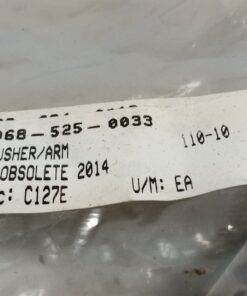 068-525-0033
USHER/ARM
110-10
OBSOLETE 2014
c: C127E
U/M: EA